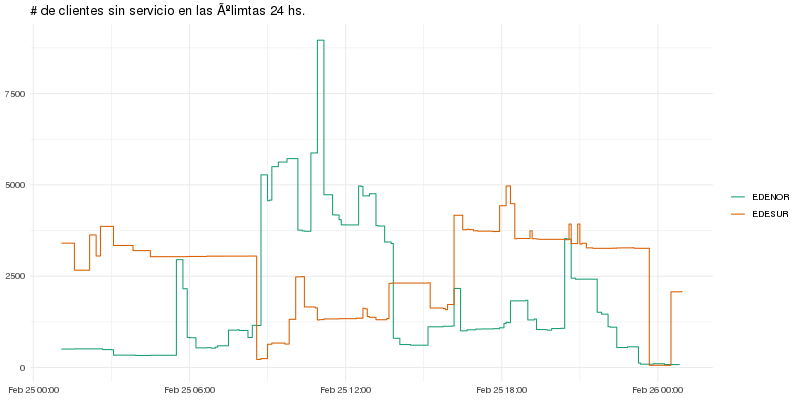 # de clientes sin servicio en las Ãºlimtas 24 hs.
7500
5000
2500
0
Feb 25 00:00
Feb 25 06:00
Feb 25 12:00
Feb 25 18:00
Feb 26 00:00
EDENOR
EDESUR